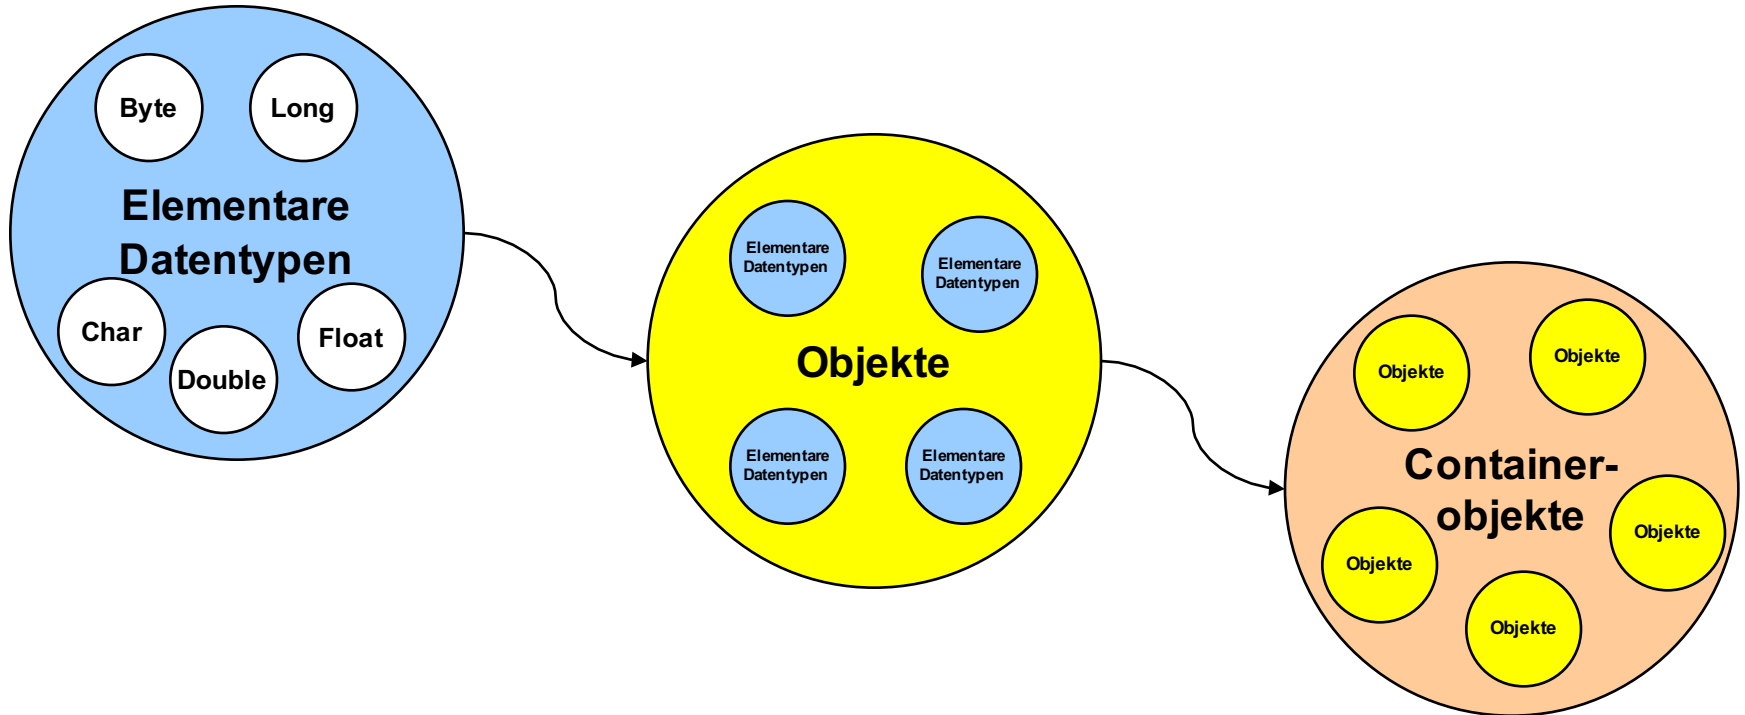 Byte
Long
Elementare
Datentypen
Char
Double
Float
Elementare
Datentypen
Elementare
Datentypen
Objekte
Elementare
Datentypen
Elementare
Datentypen
Objekte
Objekte
Container-
objekte
Objekte
Objekte
Objekte